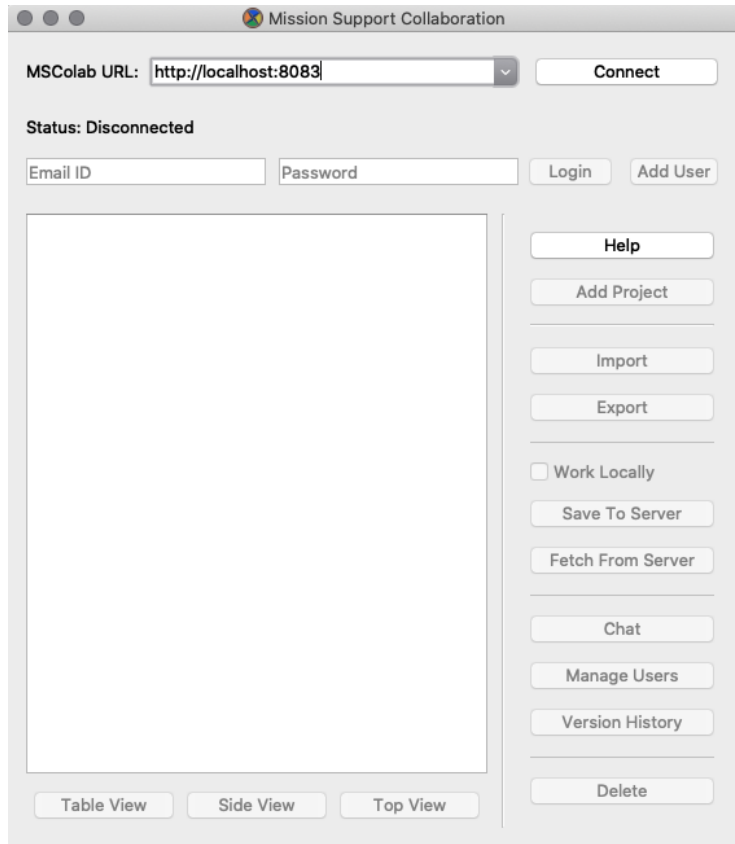 Mission Support Collaboration
MSColab URL: http://localhost:8083 Connect
Status: Disconnected
Email ID Password Login Add User
Help
Add Project
Import
Export
Work Locally
Save To Server
Fetch From Server
Chat
Manage Users
Version History
Delete
Table View Side View Top View